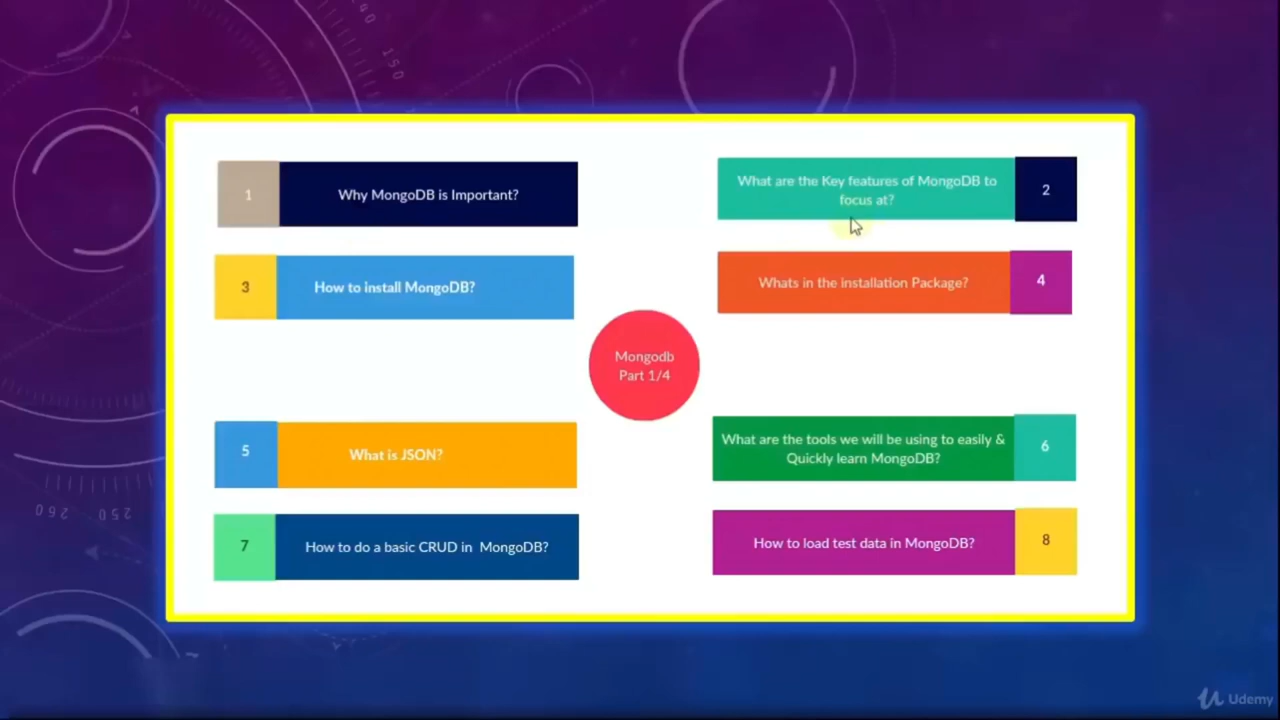 1
Why MongoDB is Important?
What are the Key features of MongoDB to
focus at?
2
3
How to install MongoDB?
Whats in the installation Package?
4
Mongodb
Part 1/4
5
What is JSON?
What are the tools we will be using to easily &
Quickly learn MongoDB?
6
7
How to do a basic CRUD in MongoDB?
How to load test data in MongoDB?
8
150
260
250
Udemy